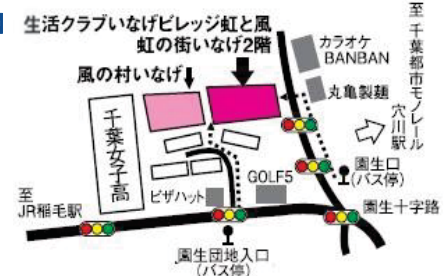 生活クラブいなげビレッジ虹と風
虹の街いなげ2階
風の村いなげ
カラオケ
BANBAN
丸亀製麺
至 千葉都市モノレール
穴川駅
千葉女子高
園生口
(バス停)
GOLF5
ピザハット
至
JR稲毛駅
園生十字路
園生団地入口
(バス停)